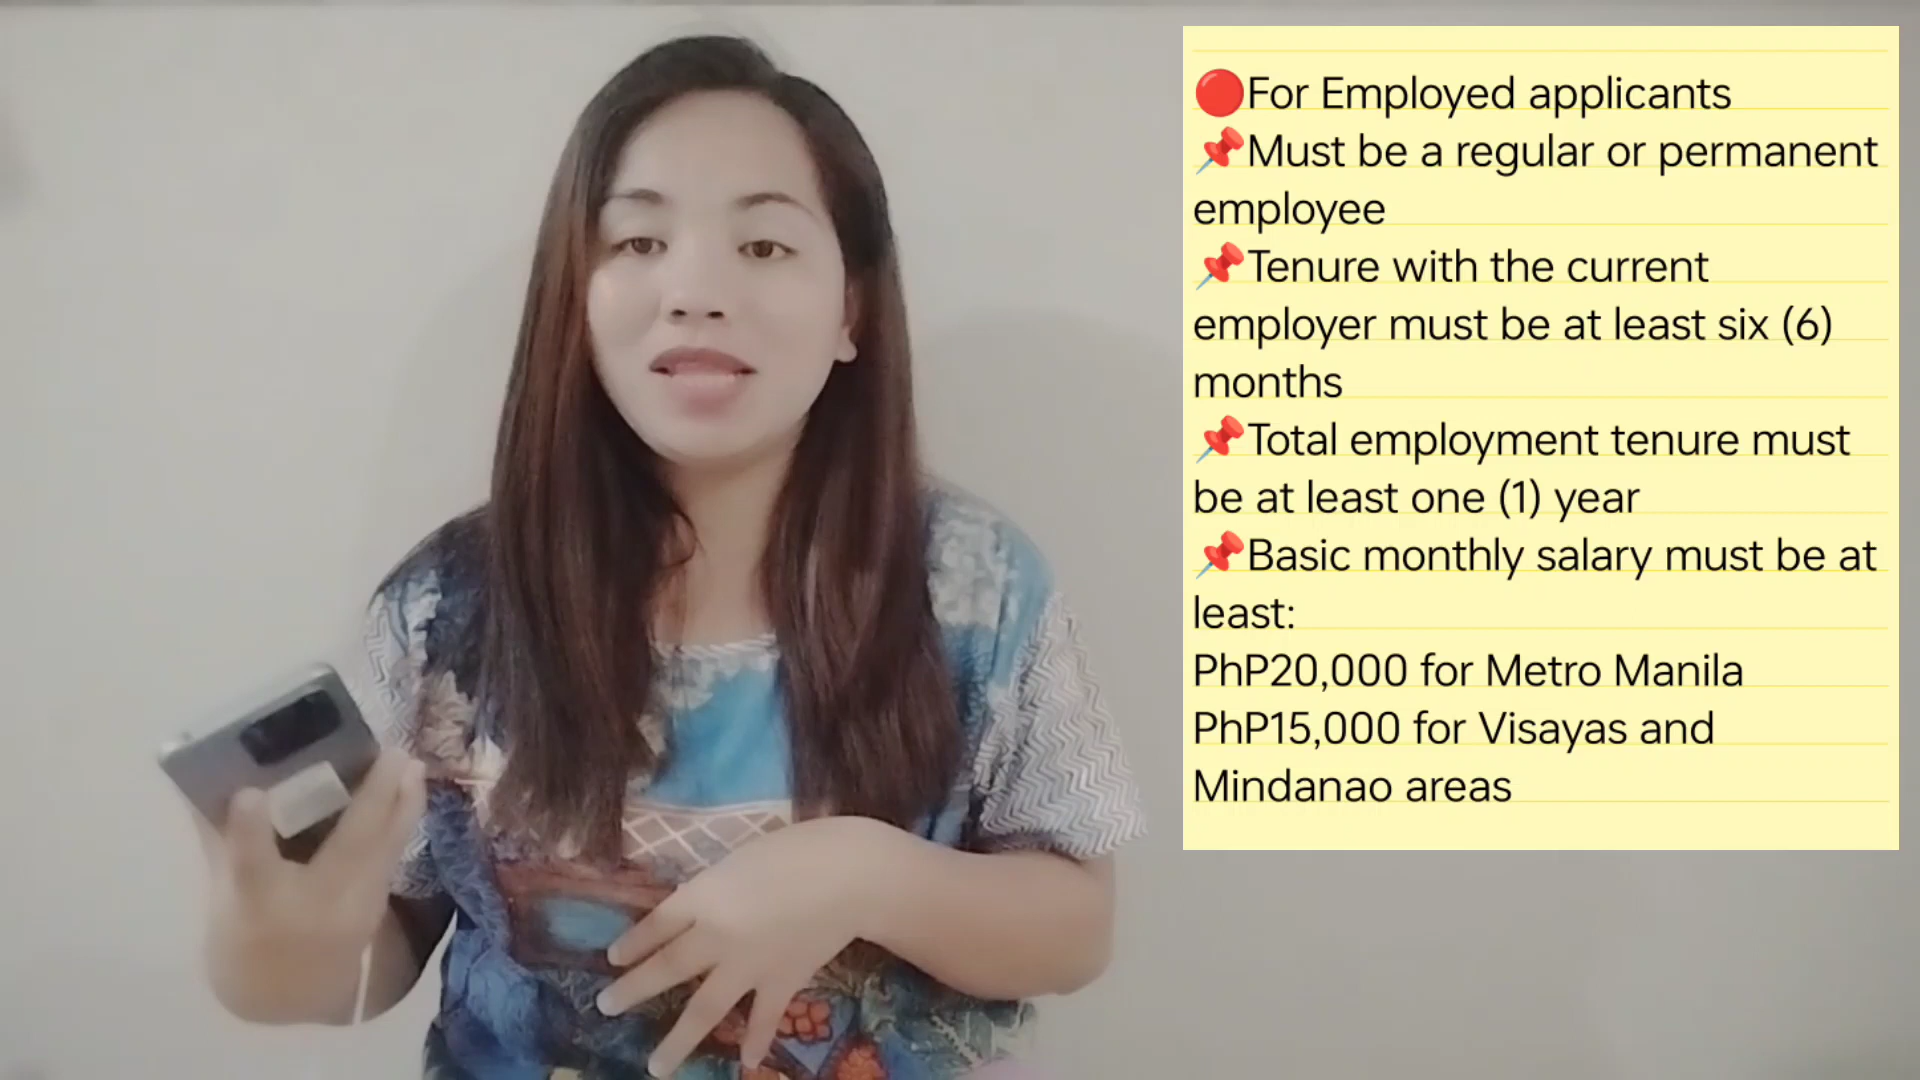 🔴For Employed applicants
📌Must be a regular or permanent
employee
📌Tenure with the current
employer must be at least six (6)
months
📌Total employment tenure must
be at least one (1) year
📌Basic monthly salary must be at
least:
PhP20,000 for Metro Manila
PhP15,000 for Visayas and
Mindanao areas